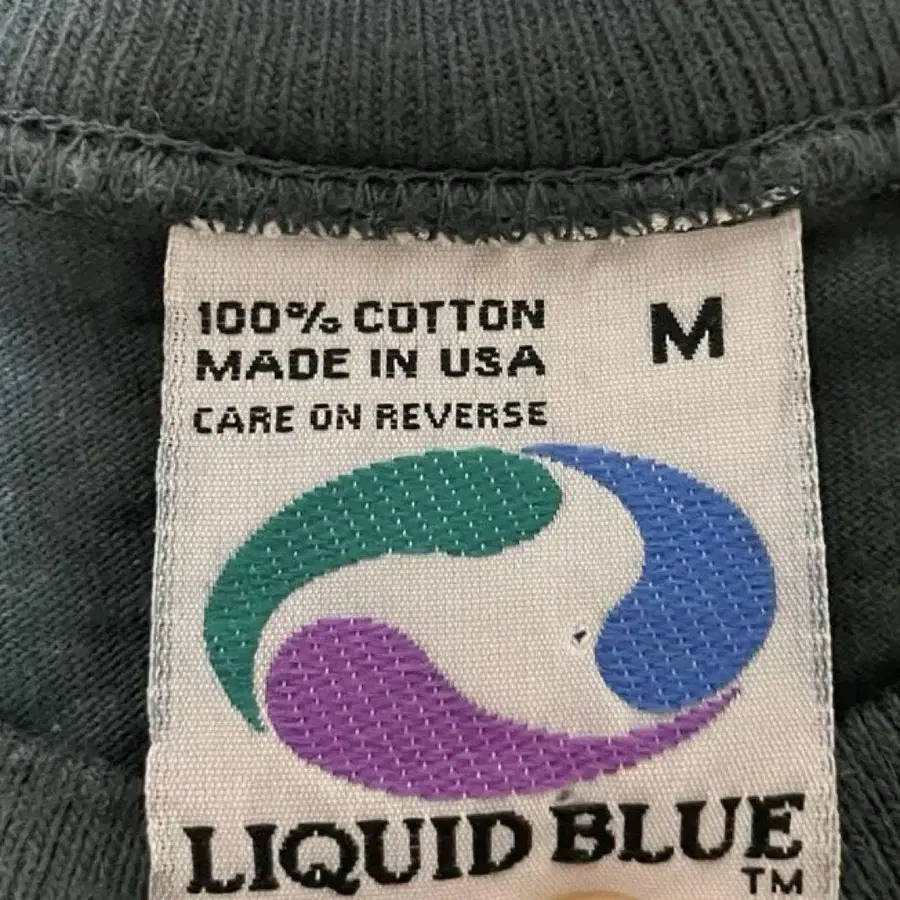 100% COTTON
M
MADE IN USA
CARE ON REVERSE
LIQUID BLUE
TM